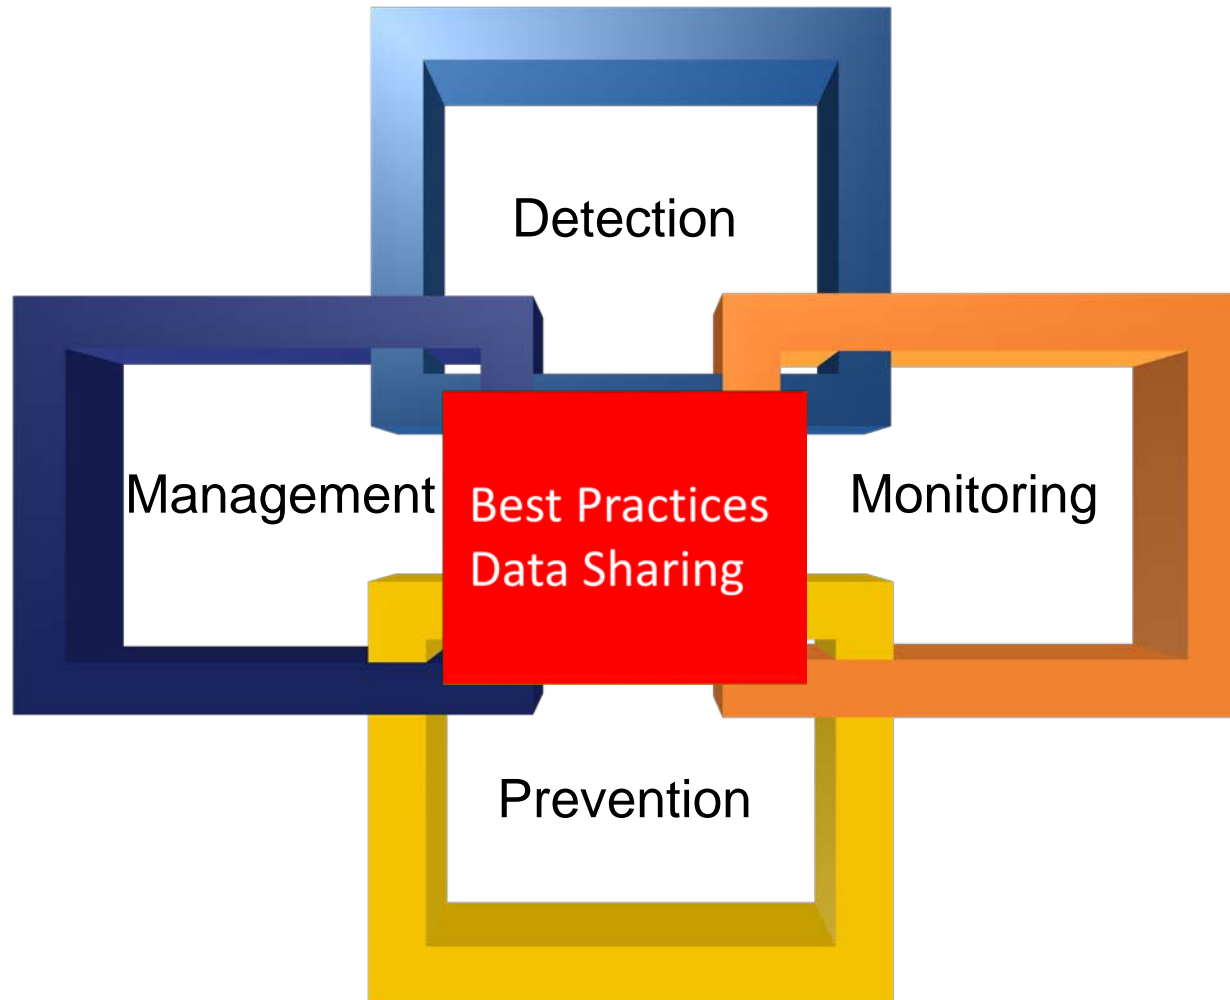 Detection
Management
Best Practices
Data Sharing
Monitoring
Prevention